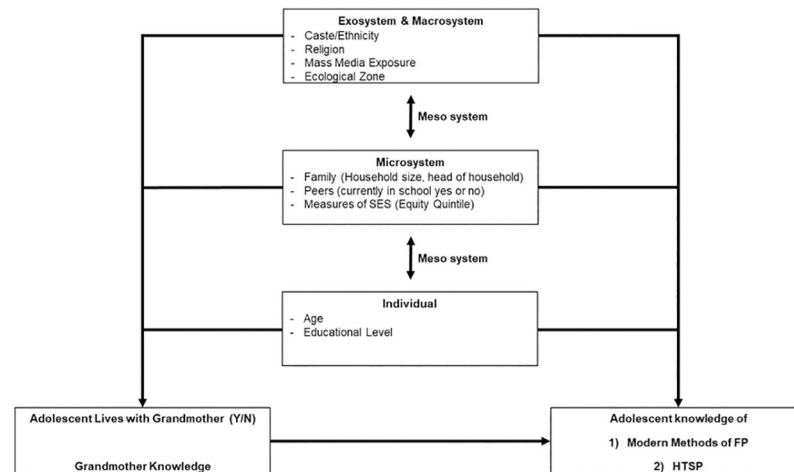 Exosystem & Macrosystem
- Caste/Ethnicity
- Religion
- Mass Media Exposure
- Ecological Zone
Meso system
Microsystem
- Family (Household size, head of household)
- Peers (currently in school yes or no)
- Measures of SES (Equity Quintile)
Meso system
Individual
- Age
- Educational Level
Adolescent Lives with Grandmother (Y/N)
Grandmother Knowledge
Adolescent knowledge of
1) Modern Methods of FP
2) HTSP